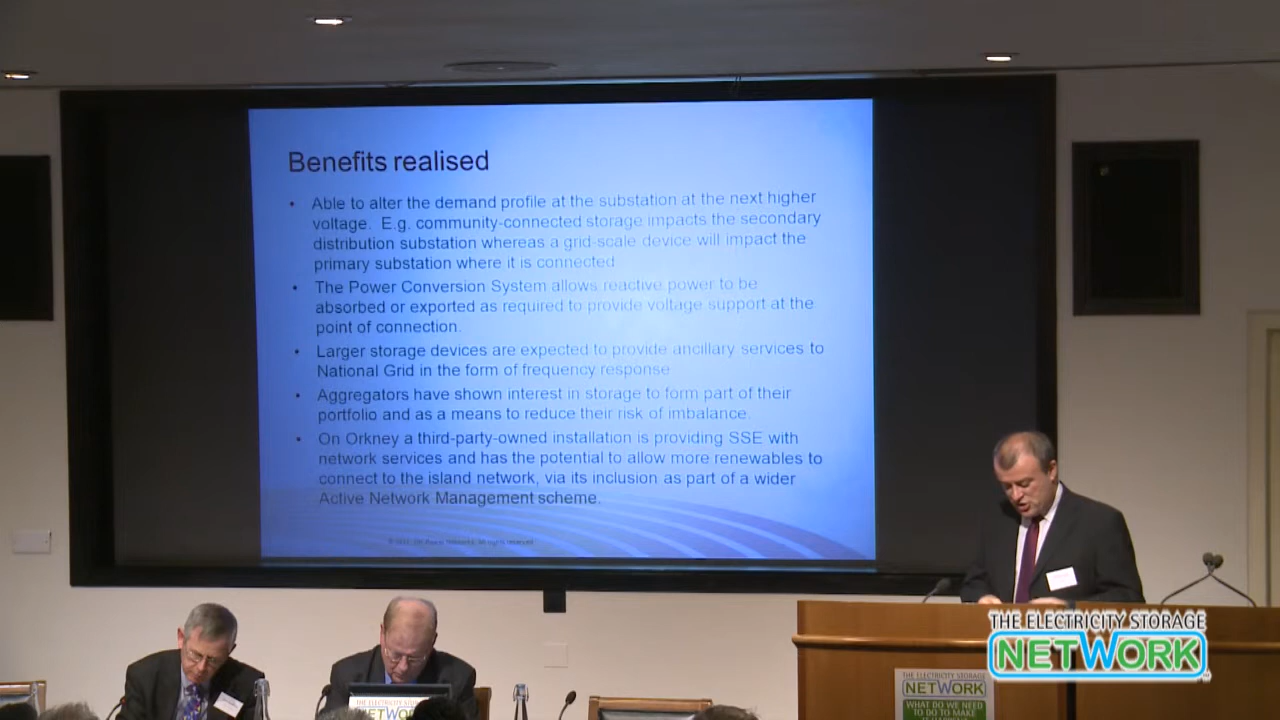 Benefits realised
• Able to alter the demand profile at the substation at the next higher
voltage. E.g. community-connected storage impacts the secondary
distribution substation whereas a grid-scale device will impact the
primary substation where it is connected
• The Power Conversion System allows reactive power to be
absorbed or exported as required to provide voltage support at the
point of connection.
• Larger storage devices are expected to provide ancillary services to
National Grid in the form of frequency response
• Aggregators have shown interest in storage to form part of their
portfolio and as a means to reduce their risk of imbalance.
• On Orkney a third-party-owned installation is providing SSE with
network services and has the potential to allow more renewables to
connect to the island network, via its inclusion as part of a wider
Active Network Management scheme.
All rights reserved
THE ELECTRICITY STORAGE
NETWORK
THE ELECTRICITY STORAGE
NETWORK
WHAT DO WE NEED
TO DO TO MAKE
THE ELECTRICITY STORAGE
NETWORK